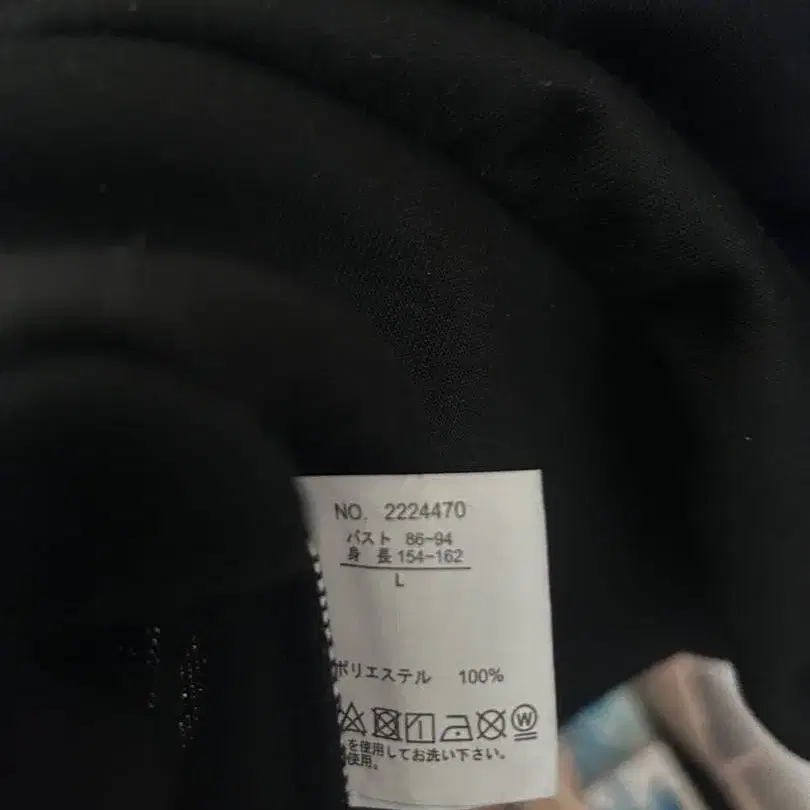 NO. 2224470
バスト 86-94
身 長 154-162
L
ポリエステル 100%
W
を使用してお洗い下さい。
使用。